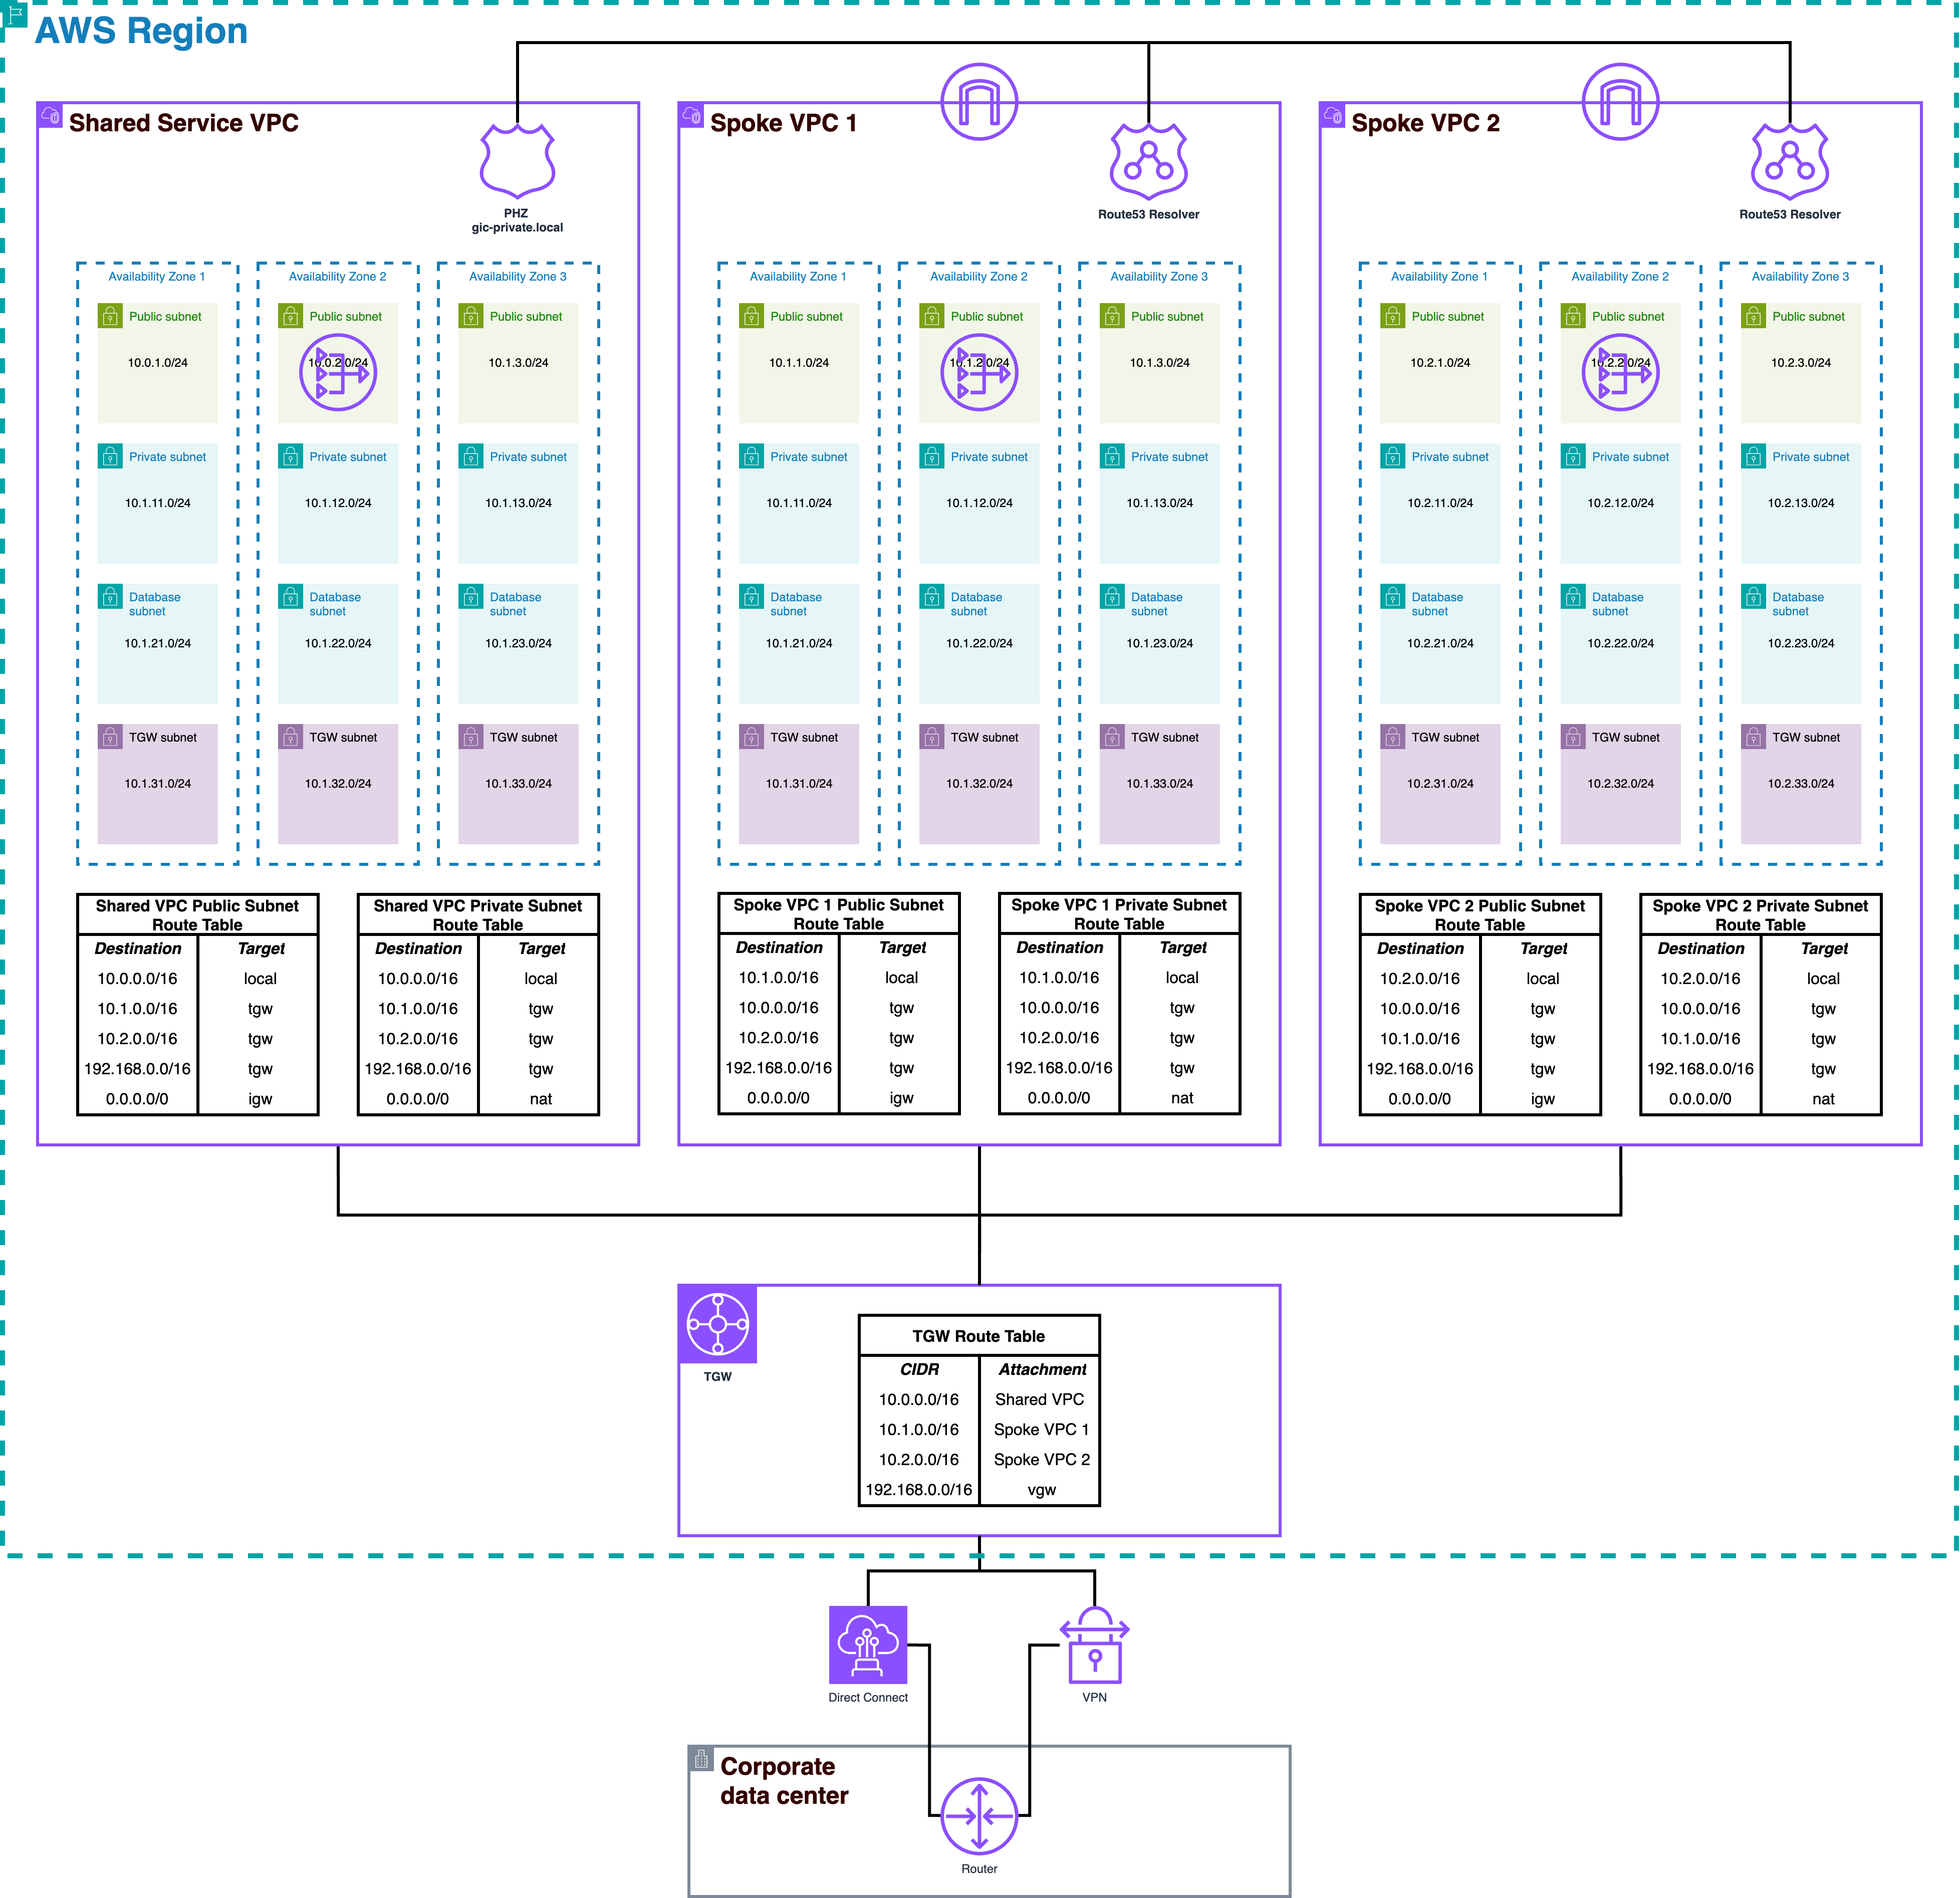 AWS Region
Shared Service VPC
PHZ
gic-private.local
Availability Zone 1
Public subnet
10.0.1.0/24
Private subnet
10.1.11.0/24
Database
subnet
10.1.21.0/24
TGW subnet
10.1.31.0/24
Availability Zone 2
Public subnet
10.0.2.0/24
Private subnet
10.1.12.0/24
Database
subnet
10.1.22.0/24
TGW subnet
10.1.32.0/24
Availability Zone 3
Public subnet
10.1.3.0/24
Private subnet
10.1.13.0/24
Database
subnet
10.1.23.0/24
TGW subnet
10.1.33.0/24
Shared VPC Public Subnet
Route Table
Destination Target
10.0.0.0/16 local
10.1.0.0/16 tgw
10.2.0.0/16 tgw
192.168.0.0/16 tgw
0.0.0.0/0 igw
Shared VPC Private Subnet
Route Table
Destination Target
10.0.0.0/16 local
10.1.0.0/16 tgw
10.2.0.0/16 tgw
192.168.0.0/16 tgw
0.0.0.0/0 nat
Spoke VPC 1
Route53 Resolver
Availability Zone 1
Public subnet
10.1.1.0/24
Private subnet
10.1.11.0/24
Database
subnet
10.1.21.0/24
TGW subnet
10.1.31.0/24
Availability Zone 2
Public subnet
10.1.2.0/24
Private subnet
10.1.12.0/24
Database
subnet
10.1.22.0/24
TGW subnet
10.1.32.0/24
Availability Zone 3
Public subnet
10.1.3.0/24
Private subnet
10.1.13.0/24
Database
subnet
10.1.23.0/24
TGW subnet
10.1.33.0/24
Spoke VPC 1 Public Subnet
Route Table
Destination Target
10.1.0.0/16 local
10.0.0.0/16 tgw
10.2.0.0/16 tgw
192.168.0.0/16 tgw
0.0.0.0/0 igw
Spoke VPC 1 Private Subnet
Route Table
Destination Target
10.1.0.0/16 local
10.0.0.0/16 tgw
10.2.0.0/16 tgw
192.168.0.0/16 tgw
0.0.0.0/0 nat
Spoke VPC 2
Route53 Resolver
Availability Zone 1
Public subnet
10.2.1.0/24
Private subnet
10.2.11.0/24
Database
subnet
10.2.21.0/24
TGW subnet
10.2.31.0/24
Availability Zone 2
Public subnet
10.2.2.0/24
Private subnet
10.2.12.0/24
Database
subnet
10.2.22.0/24
TGW subnet
10.2.32.0/24
Availability Zone 3
Public subnet
10.2.3.0/24
Private subnet
10.2.13.0/24
Database
subnet
10.2.23.0/24
TGW subnet
10.2.33.0/24
Spoke VPC 2 Public Subnet
Route Table
Destination Target
10.2.0.0/16 local
10.0.0.0/16 tgw
10.1.0.0/16 tgw
192.168.0.0/16 tgw
0.0.0.0/0 igw
Spoke VPC 2 Private Subnet
Route Table
Destination Target
10.2.0.0/16 local
10.0.0.0/16 tgw
10.1.0.0/16 tgw
192.168.0.0/16 tgw
0.0.0.0/0 nat
TGW
TGW Route Table
CIDR Attachment
10.0.0.0/16 Shared VPC
10.1.0.0/16 Spoke VPC 1
10.2.0.0/16 Spoke VPC 2
192.168.0.0/16 vgw
Direct Connect
VPN
Corporate
data center
Router